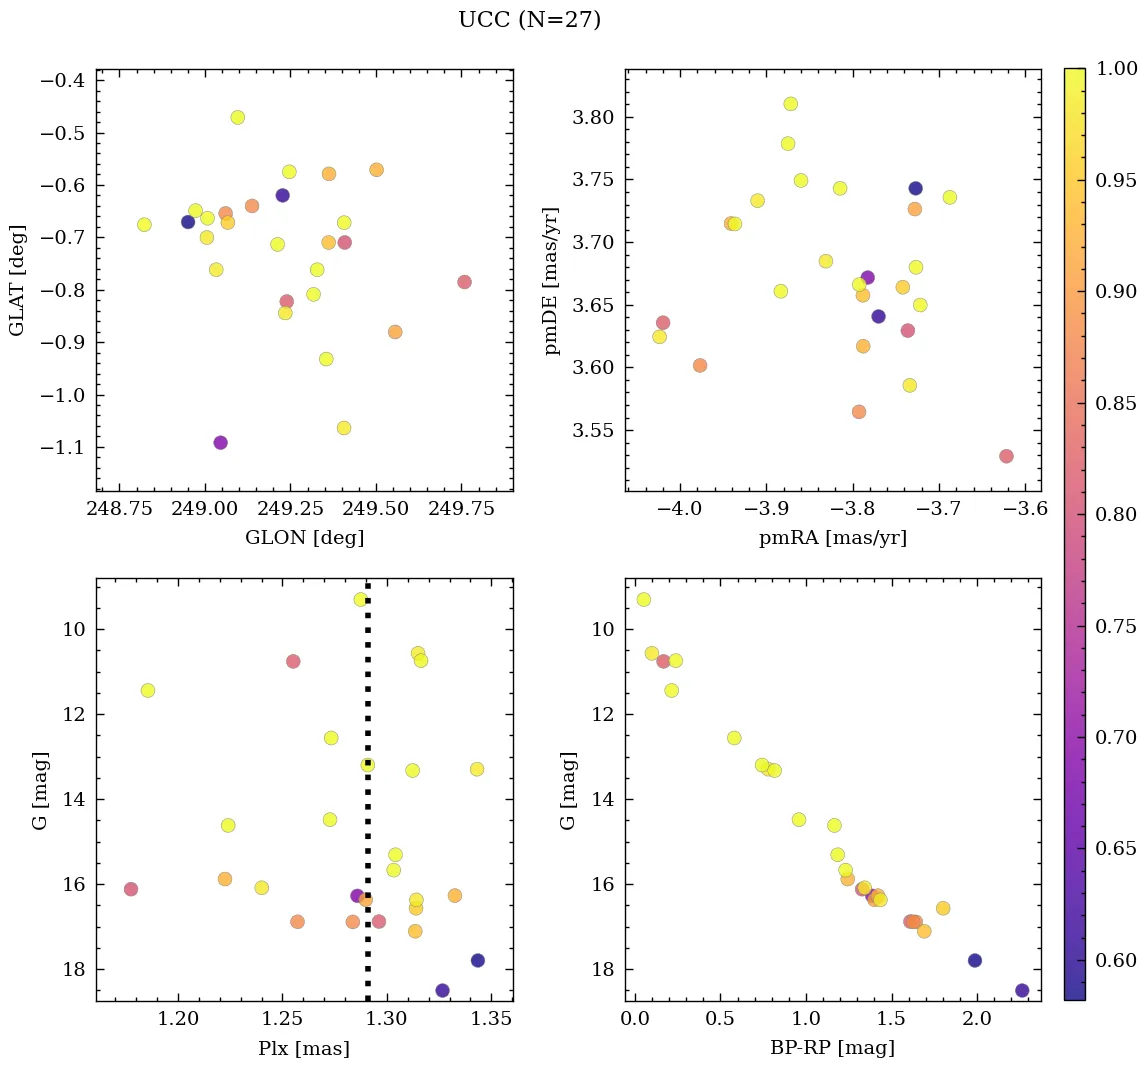 UCC (N=27)
−0.4
−0.5
−0.6
−0.7
−0.8
−0.9
−1.0
−1.1
GLAT [deg]
248.75 249.00 249.25 249.50 249.75
GLON [deg]
3.80
3.75
3.70
3.65
3.60
3.55
pmDE [mas/yr]
−4.0 −3.9 −3.8 −3.7 −3.6
pmRA [mas/yr]
10
12
14
16
18
G [mag]
1.20 1.25 1.30 1.35
Plx [mas]
10
12
14
16
18
G [mag]
0.0 0.5 1.0 1.5 2.0
BP-RP [mag]
1.00
0.95
0.90
0.85
0.80
0.75
0.70
0.65
0.60